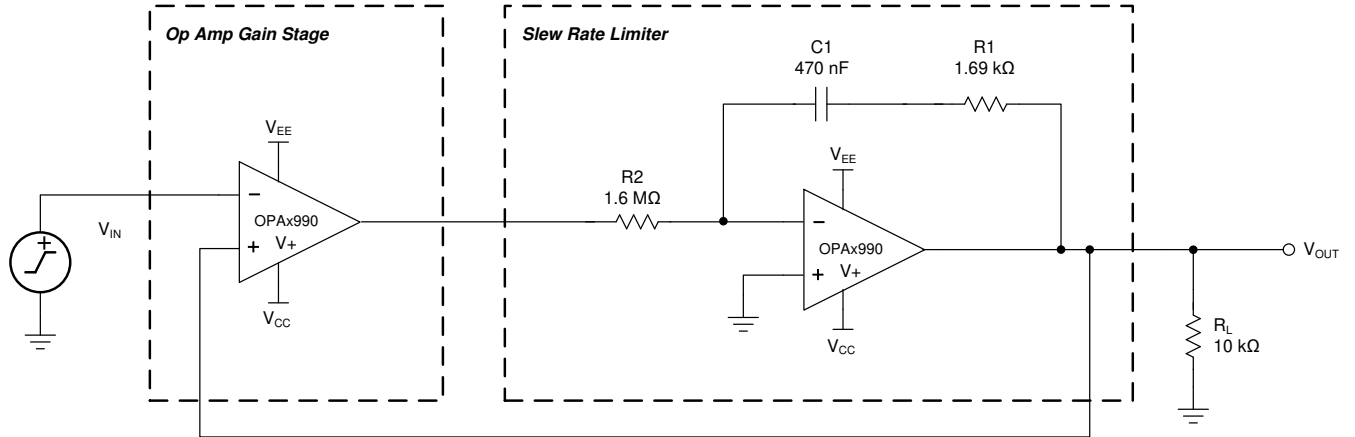 Op Amp Gain Stage
Slew Rate Limiter
C1
470 nF
R1
1.69 kΩ
VEE
VEE
R2
1.6 MΩ
−
OPAx990
VIN
+
V+
+
−
OPAx990
+
V+
VOUT
VCC
VCC
RL
10 kΩ